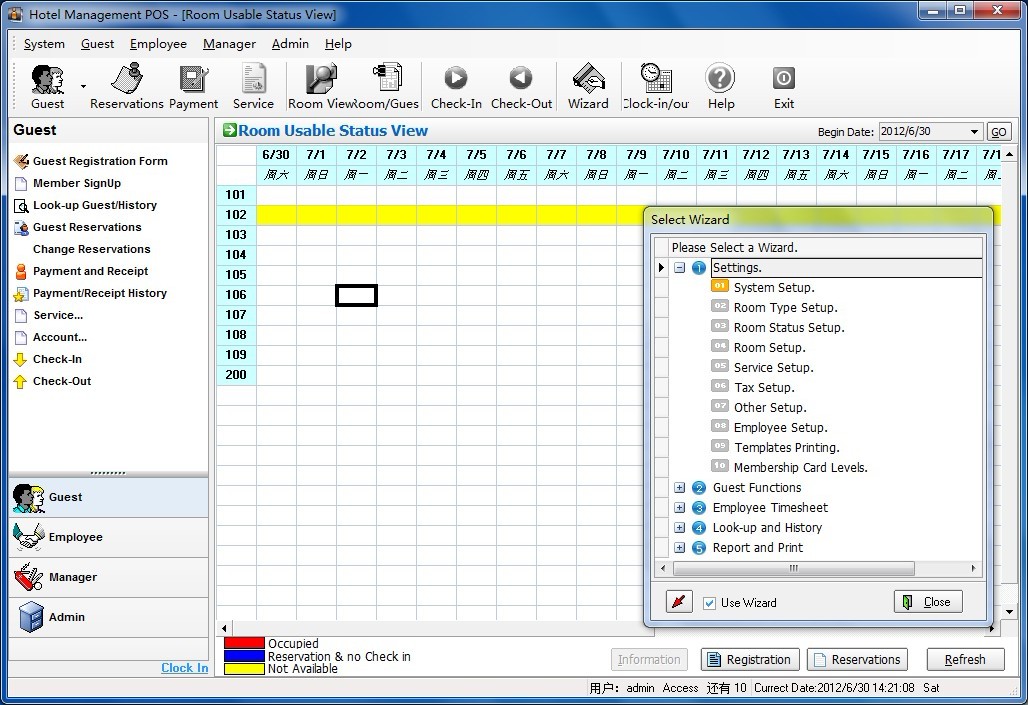 Hotel Management POS - [Room Usable Status View]
System Guest Employee Manager Admin Help
Guest Reservations Payment Service Room View Room/Gues Check-In Check-Out Wizard Clock-in/ou Help Exit
Guest
Room Usable Status View
Begin Date: 2012/6/30 GO
Guest Registration Form
Member SignUp
Look-up Guest/History
Guest Reservations
Change Reservations
Payment and Receipt
Payment/Receipt History
Service...
Account...
Check-In
Check-Out
Guest
Employee
Manager
Admin
Clock In
6/30 7/1 7/2 7/3 7/4 7/5 7/6 7/7 7/8 7/9 7/10 7/11 7/12 7/13 7/14 7/15 7/16 7/17 7/1
周六 周日 周一 周二 周三 周四 周五 周六 周日 周一 周二 周三 周四 周五 周六 周日 周一 周二 周
101
102
103
104
105
106
107
108
109
200
Select Wizard
Please Select a Wizard.
1 Settings.
01 System Setup.
02 Room Type Setup.
03 Room Status Setup.
04 Room Setup.
05 Service Setup.
06 Tax Setup.
07 Other Setup.
08 Employee Setup.
09 Templates Printing.
10 Membership Card Levels.
2 Guest Functions
3 Employee Timesheet
4 Look-up and History
5 Report and Print
Use Wizard
Close
Occupied
Reservation & no Check in
Not Available
Information Registration Reservations Refresh
用户: admin Access 还有 10 Currect Date:2012/6/30 14:21:08 Sat